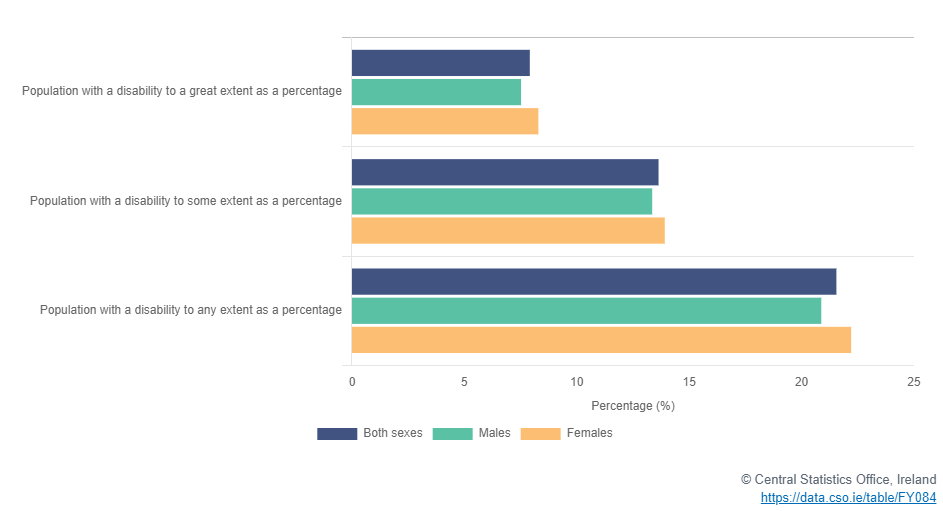 Population with a disability to a great extent as a percentage
Population with a disability to some extent as a percentage
Population with a disability to any extent as a percentage
0 5 10 15 20 25
Percentage (%)
Both sexes Males Females
© Central Statistics Office, Ireland
https://data.cso.ie/table/FY084